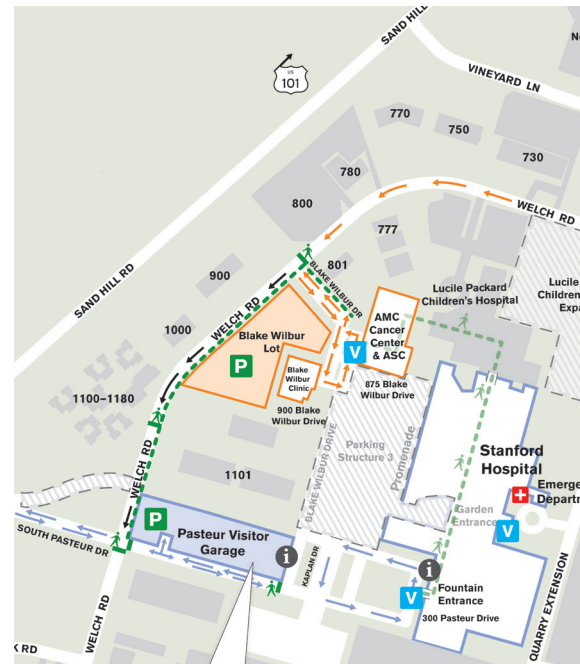 SAND HILL RD
N
US
101
VINEYARD LN
770
750
730
780
800
WELCH RD
777
801
BLAKE WILBUR DR
900
SAND HILL RD
Lucile Packard
Children's Hospital
Lucile
Children
Expa
WELCH RD
AMC
Cancer
Center
& ASC
1000
Blake Wilbur
Lot
P
V
Blake
Wilbur
Clinic
875 Blake
Wilbur Drive
1100–1180
900 Blake
Wilbur Drive
Parking
Structure 3
Promenade
BLAKE WILBUR DRIVE
WELCH RD
1101
Stanford
Hospital
Emerge
Depart
Garden
Entrance
V
P
SOUTH PASTEUR DR
Pasteur Visitor
Garage
i
KAPLAN DR
i
Fountain
Entrance
V
300 Pasteur Drive
QUARRY EXTENSION
WELCH RD
K RD